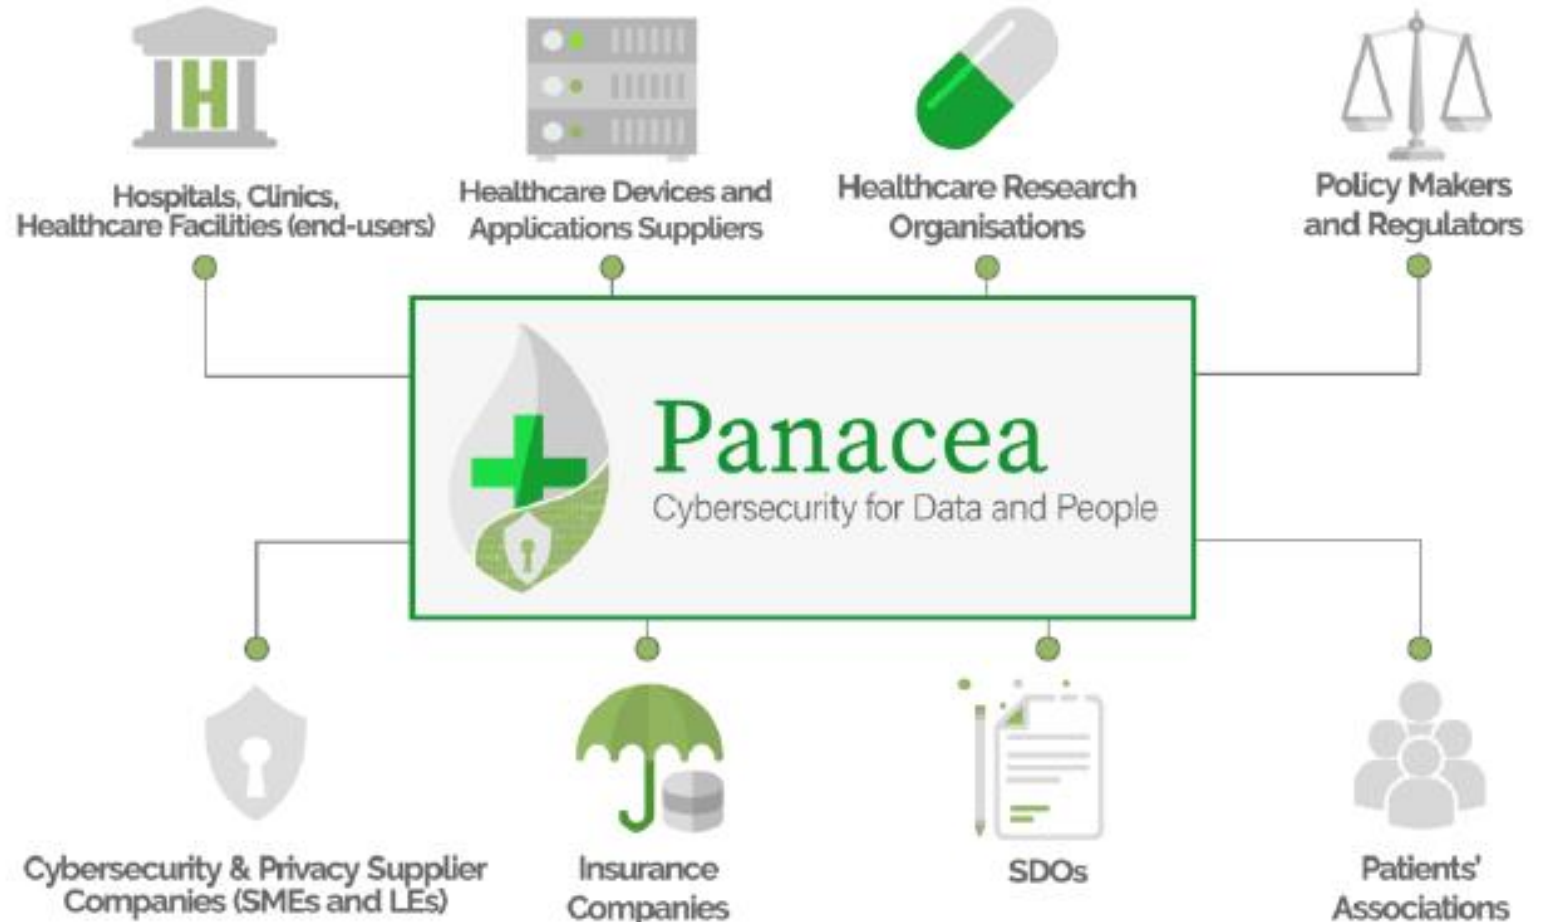 H
Hospitals, Clinics,
Healthcare Facilities (end-users)
Healthcare Devices and
Applications Suppliers
Healthcare Research
Organisations
Policy Makers
and Regulators
Panacea
Cybersecurity for Data and People
Cybersecurity & Privacy Supplier
Companies (SMEs and LEs)
Insurance
Companies
SDOs
Patients'
Associations